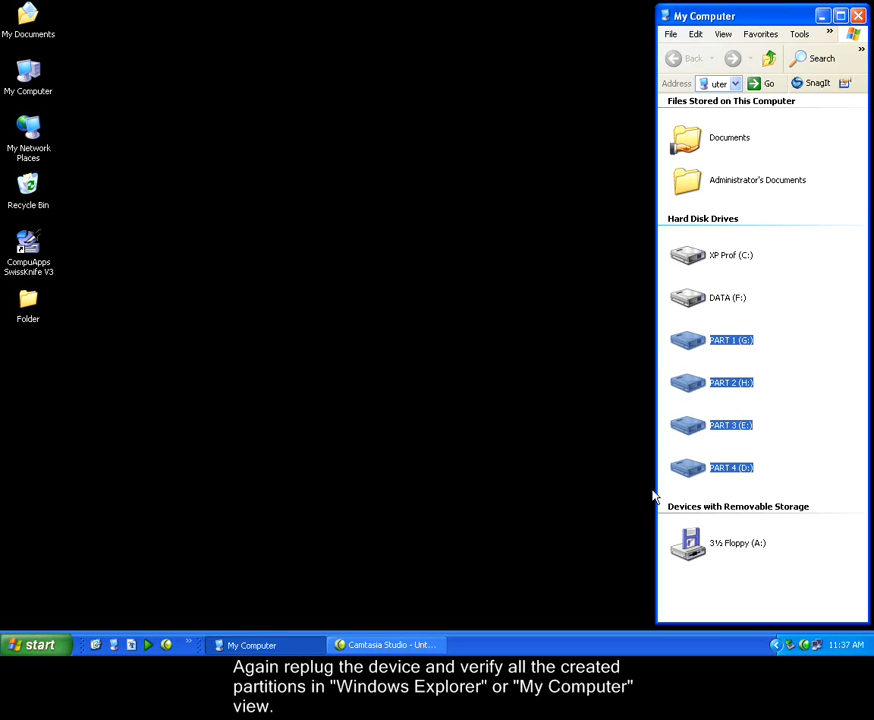 My Documents
My Computer
My Network
Places
Recycle Bin
CompuApps
SwissKnife V3
Folder
My Computer
File Edit View Favorites Tools »
Back Search »
Address uter Go SnagIt
Files Stored on This Computer
Documents
Administrator's Documents
Hard Disk Drives
XP Prof (C:)
DATA (F:)
PART 1 (G:)
PART 2 (H:)
PART 3 (E:)
PART 4 (D:)
Devices with Removable Storage
3½ Floppy (A:)
start » My Computer Camtasia Studio - Unt... 11:37 AM
Again replug the device and verify all the created
partitions in "Windows Explorer" or "My Computer"
view.